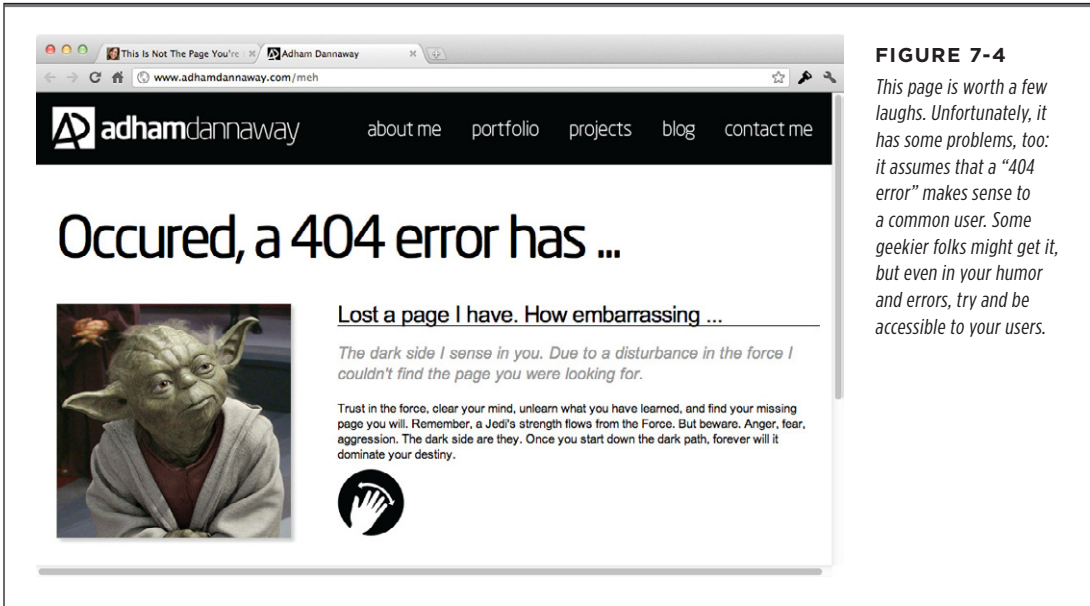 This Is Not The Page You're
Adham Dannaway
www.adhamdannaway.com/meh
adhamdannaway
about me
portfolio
projects
blog
contact me
Occured, a 404 error has ...
Lost a page I have. How embarrassing ...
The dark side I sense in you. Due to a disturbance in the force I
couldn't find the page you were looking for.
Trust in the force, clear your mind, unlearn what you have learned, and find your missing
page you will. Remember, a Jedi's strength flows from the Force. But beware. Anger, fear,
aggression. The dark side are they. Once you start down the dark path, forever will it
dominate your destiny.
FIGURE 7-4
This page is worth a few
laughs. Unfortunately, it
has some problems, too:
it assumes that a “404
error” makes sense to
a common user. Some
geekier folks might get it,
but even in your humor
and errors, try and be
accessible to your users.